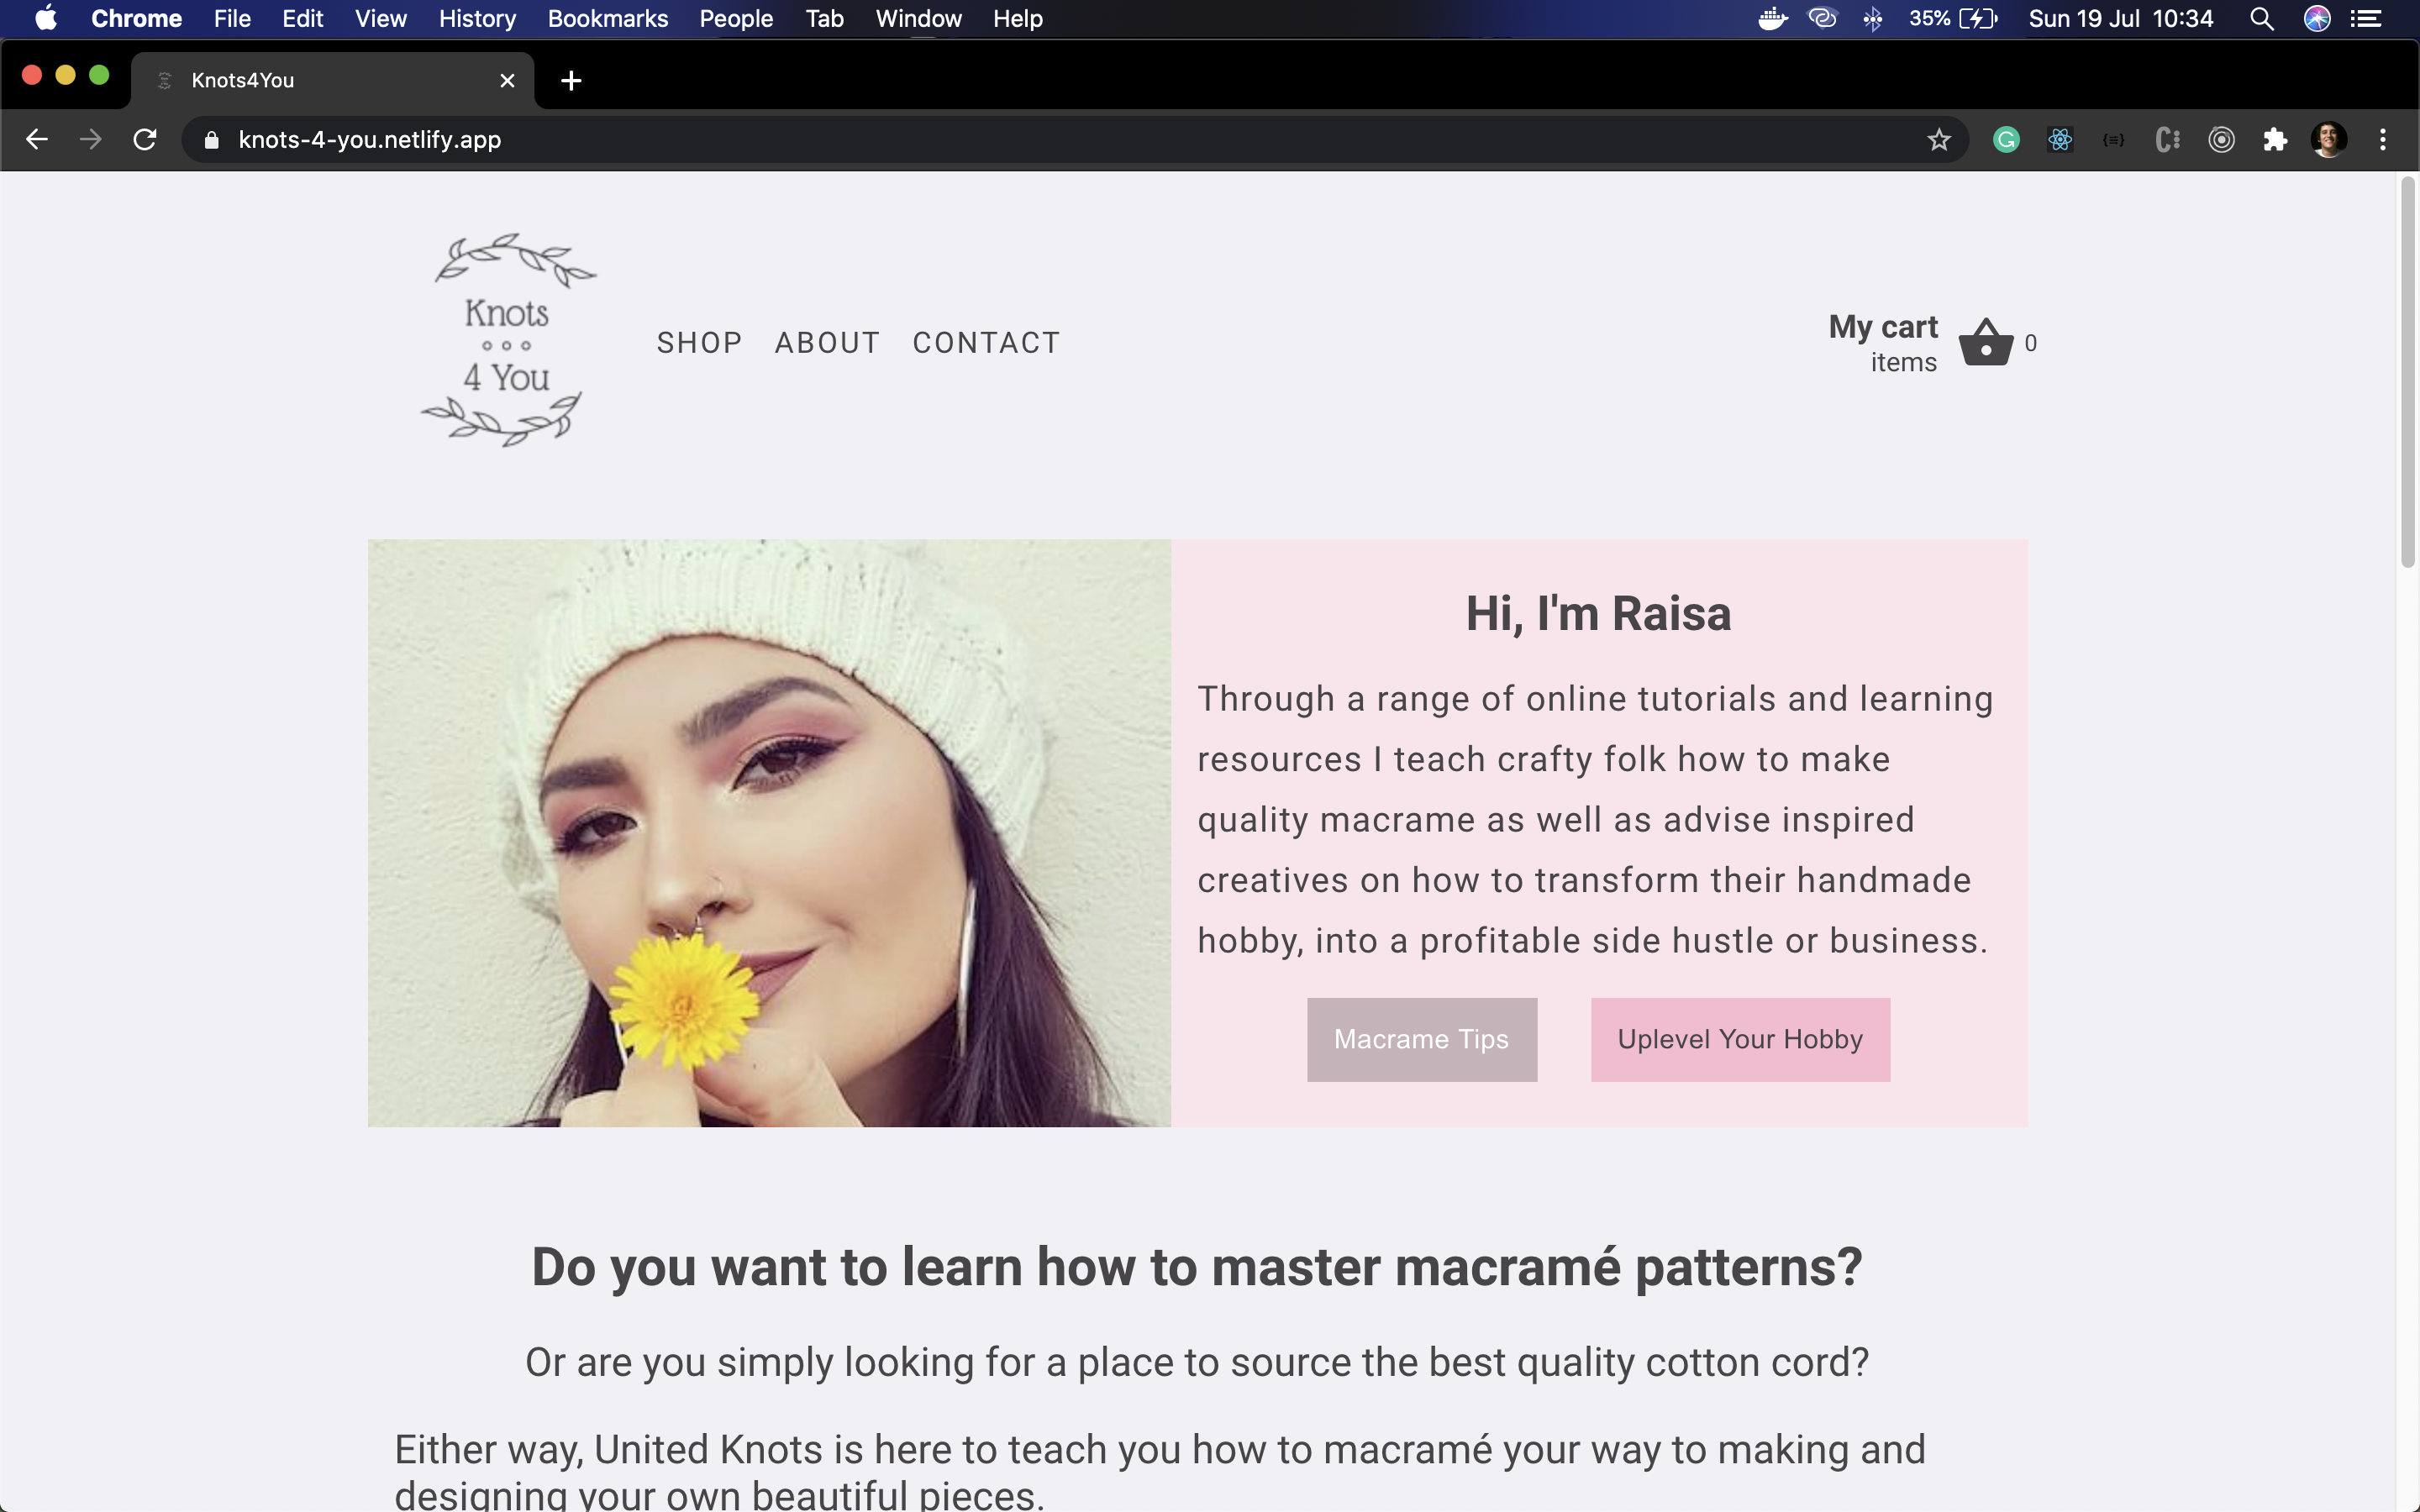 Chrome File Edit View History Bookmarks People Tab Window Help 35% Sun 19 Jul 10:34
Knots4You
knots-4-you.netlify.app
Knots
4 You
SHOP ABOUT CONTACT
My cart
items 0
Hi, I'm Raisa
Through a range of online tutorials and learning
resources I teach crafty folk how to make
quality macrame as well as advise inspired
creatives on how to transform their handmade
hobby, into a profitable side hustle or business.
Macrame Tips Uplevel Your Hobby
Do you want to learn how to master macramé patterns?
Or are you simply looking for a place to source the best quality cotton cord?
Either way, United Knots is here to teach you how to macramé your way to making and
designing your own beautiful pieces.